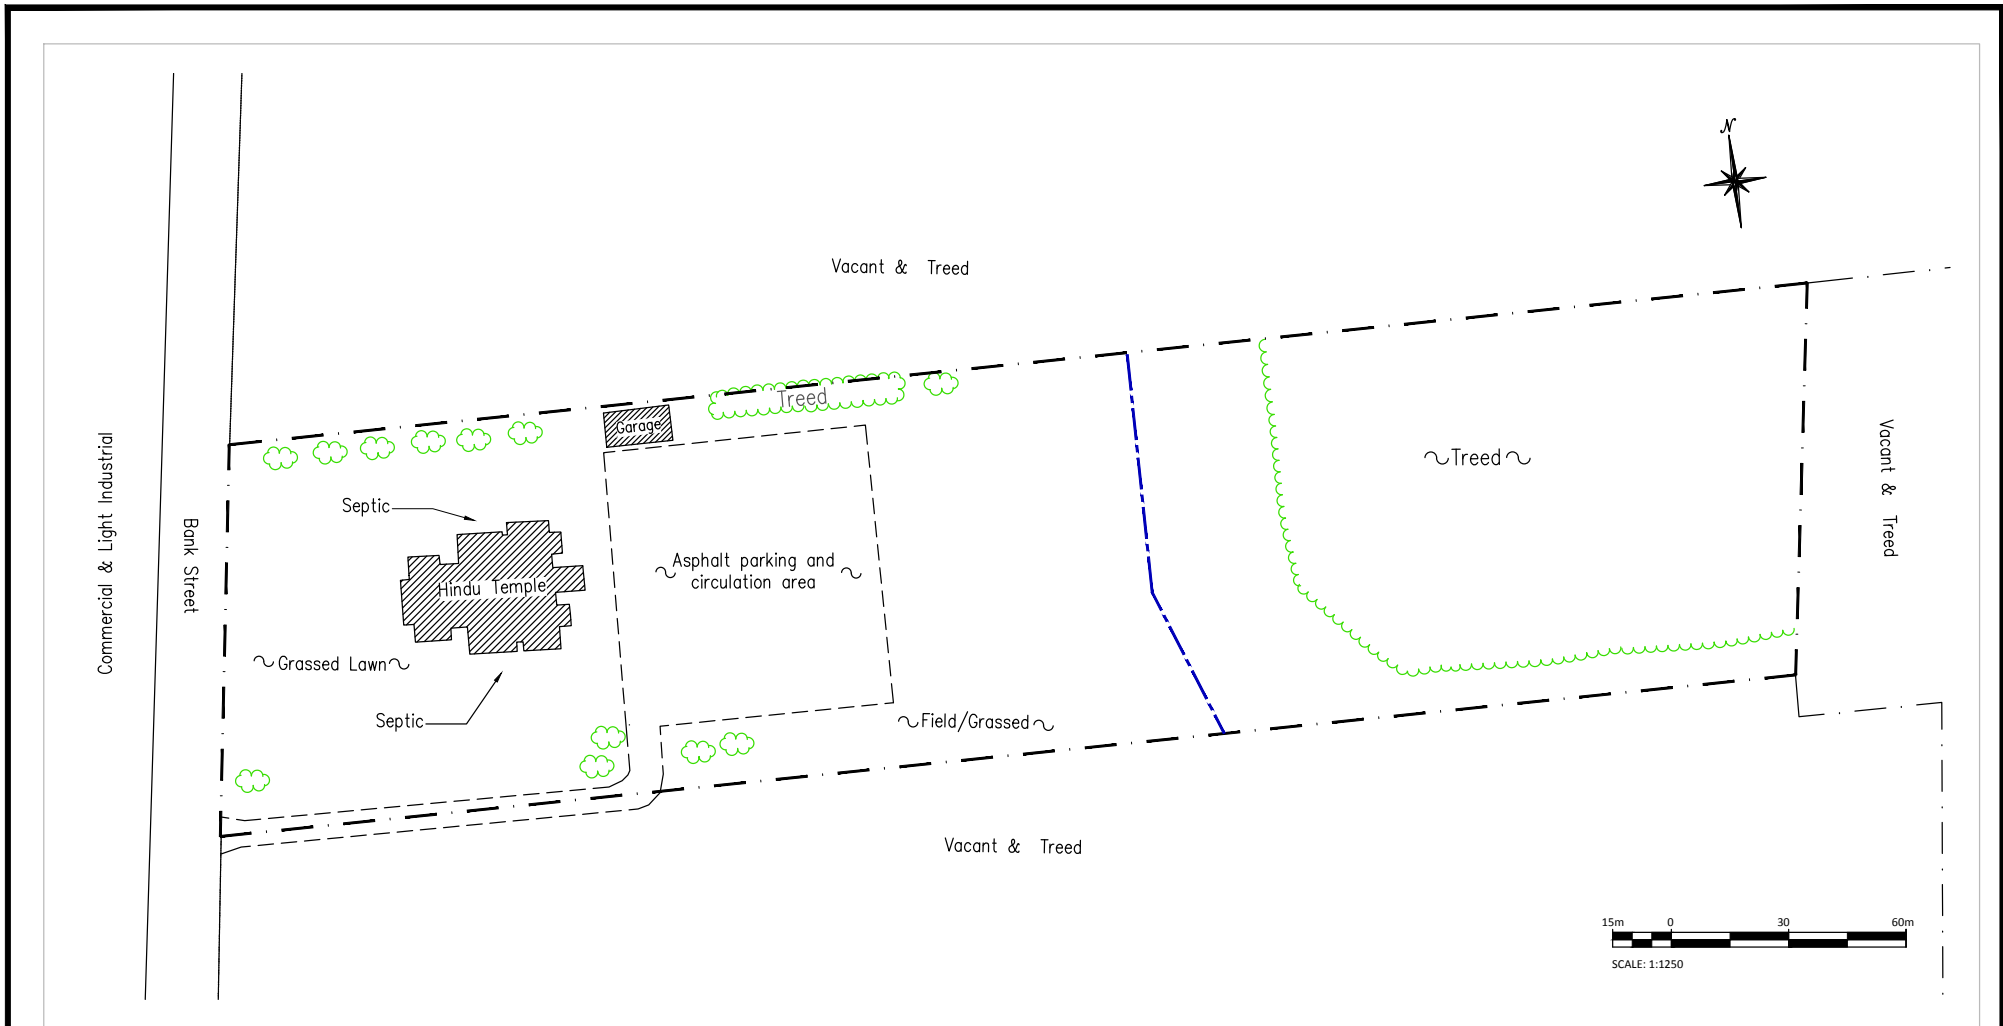 N
Vacant & Treed
Treed
Garage
Commercial & Light Industrial
Bank Street
Septic
Hindu Temple
Asphalt parking and
circulation area
Treed
Vacant & Treed
Grassed Lawn
Septic
Field/Grassed
Vacant & Treed
15m 0 30 60m
SCALE: 1:1250